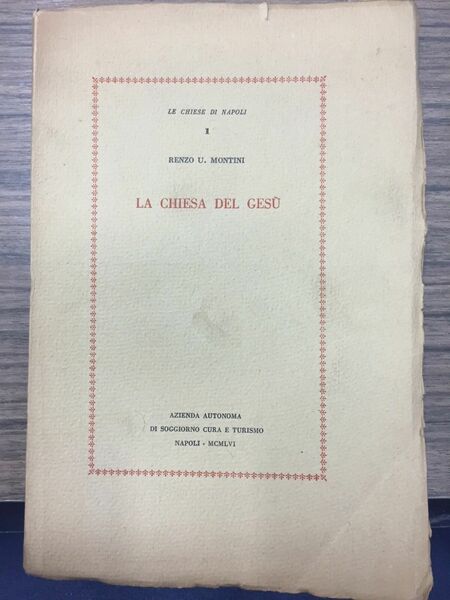 LE CHIESE DI NAPOLI
1
RENZO U. MONTINI
LA CHIESA DEL GESÙ
AZIENDA AUTONOMA
DI SOGGIORNO CURA E TURISMO
NAPOLI - MCMLVI